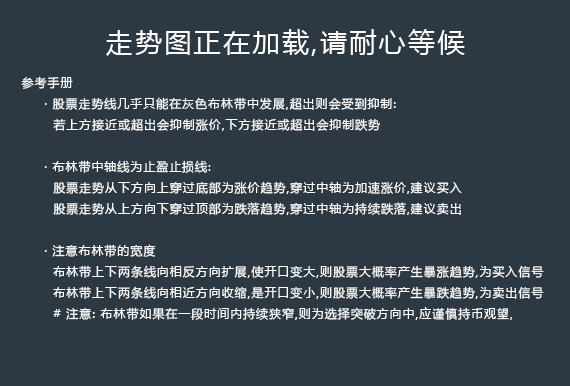 走势图正在加载,请耐心等候
参考手册
· 股票走势线几乎只能在灰色布林带中发展,超出则会受到抑制:
若上方接近或超出会抑制涨价,下方接近或超出会抑制跌势
· 布林带中轴线为止盈止损线:
股票走势从下方向上穿过底部为涨价趋势,穿过中轴为加速涨价,建议买入
股票走势从上方向下穿过顶部为跌落趋势,穿过中轴为持续跌落,建议卖出
· 注意布林带的宽度
布林带上下两条线向相反方向扩展,使开口变大,则股票大概率产生暴涨趋势,为买入信号
布林带上下两条线向相近方向收缩,是开口变小,则股票大概率产生暴跌趋势,为卖出信号
# 注意: 布林带如果在一段时间内持续狭窄,则为选择突破方向中,应谨慎持币观望,